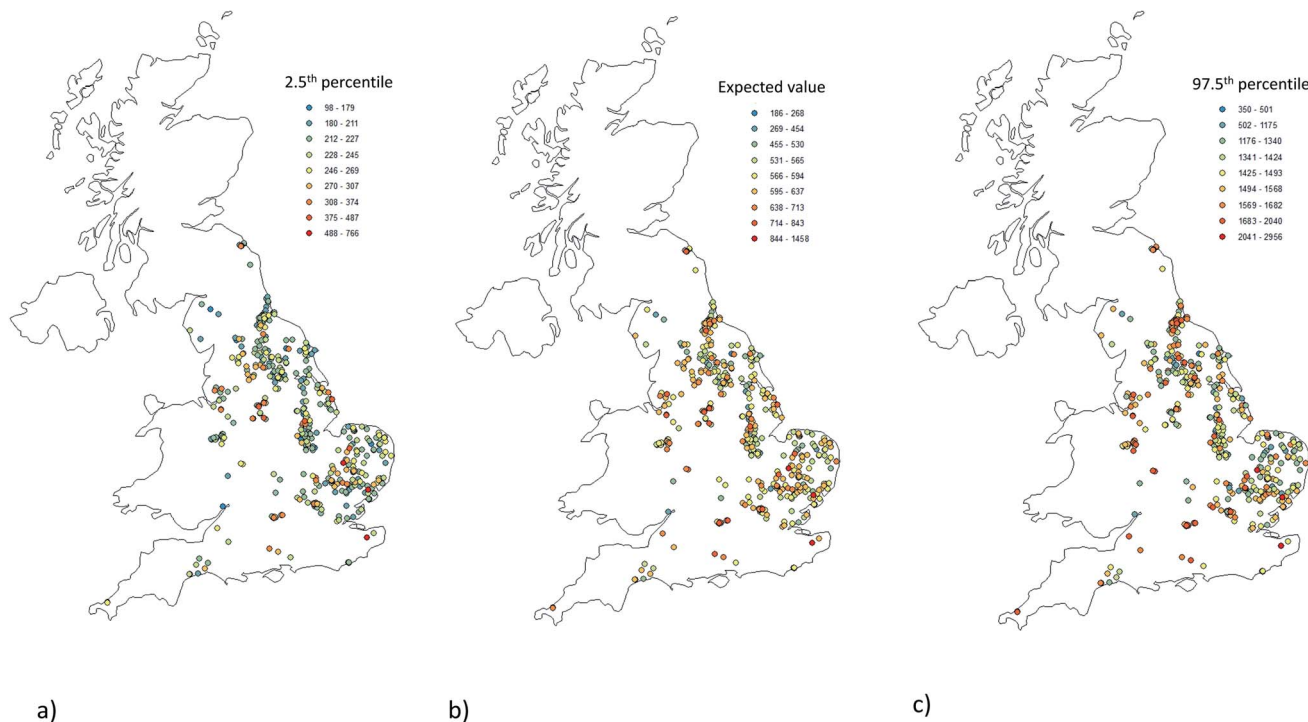 2.5th percentile
98 - 179
180 - 211
212 - 227
228 - 245
246 - 269
270 - 307
308 - 374
375 - 487
488 - 766
Expected value
186 - 268
269 - 454
455 - 530
531 - 565
566 - 594
595 - 637
638 - 713
714 - 843
844 - 1458
97.5th percentile
350 - 501
502 - 1175
1176 - 1340
1341 - 1424
1425 - 1493
1494 - 1568
1569 - 1682
1683 - 2040
2041 - 2956
a)
b)
c)